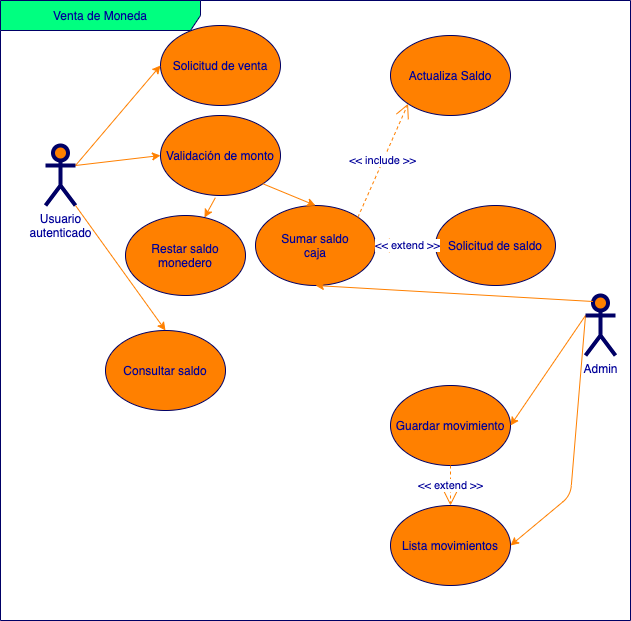 Venta de Moneda
Solicitud de venta
Actualiza Saldo
Validación de monto
<< include >>
Usuario
autenticado
Restar saldo
monedero
Sumar saldo
caja
<< extend >>
Solicitud de saldo
Consultar saldo
Admin
Guardar movimiento
<< extend >>
Lista movimientos